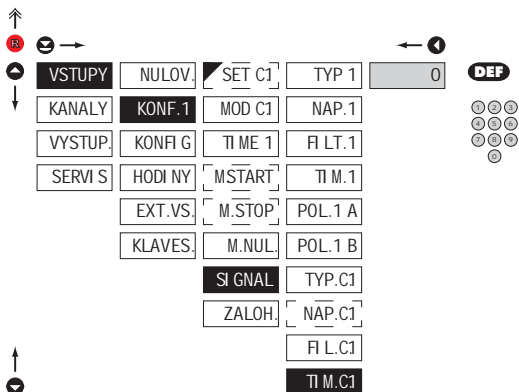 R
VSTUPY NULOV. SET C1 TYP 1 0 DEF
KANALY KONF.1 MOD C1 NAP.1 1 2 3
VYSTUP. KONFIG TIME 1 FILT.1 4 5 6
SERVIS HODINY M.START TIM.1 7 8 9
EXT.VS. M.STOP POL.1 A 0
KLAVES. M.NUL. POL.1 B
SIGNAL TYP.C1
ZALOH. NAP.C1
FIL.C1
TIM.C1